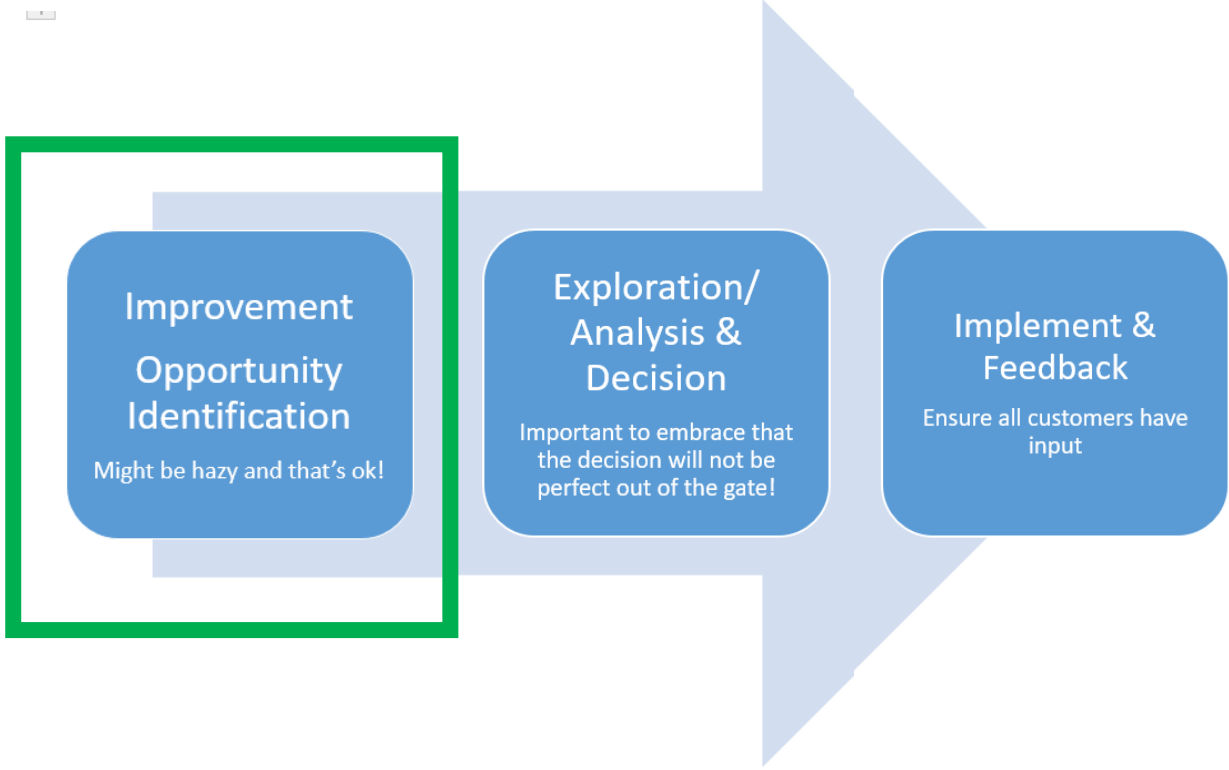 Improvement
Opportunity
Identification
Might be hazy and that's ok!
Exploration/
Analysis &
Decision
Important to embrace that
the decision will not be
perfect out of the gate!
Implement &
Feedback
Ensure all customers have
input